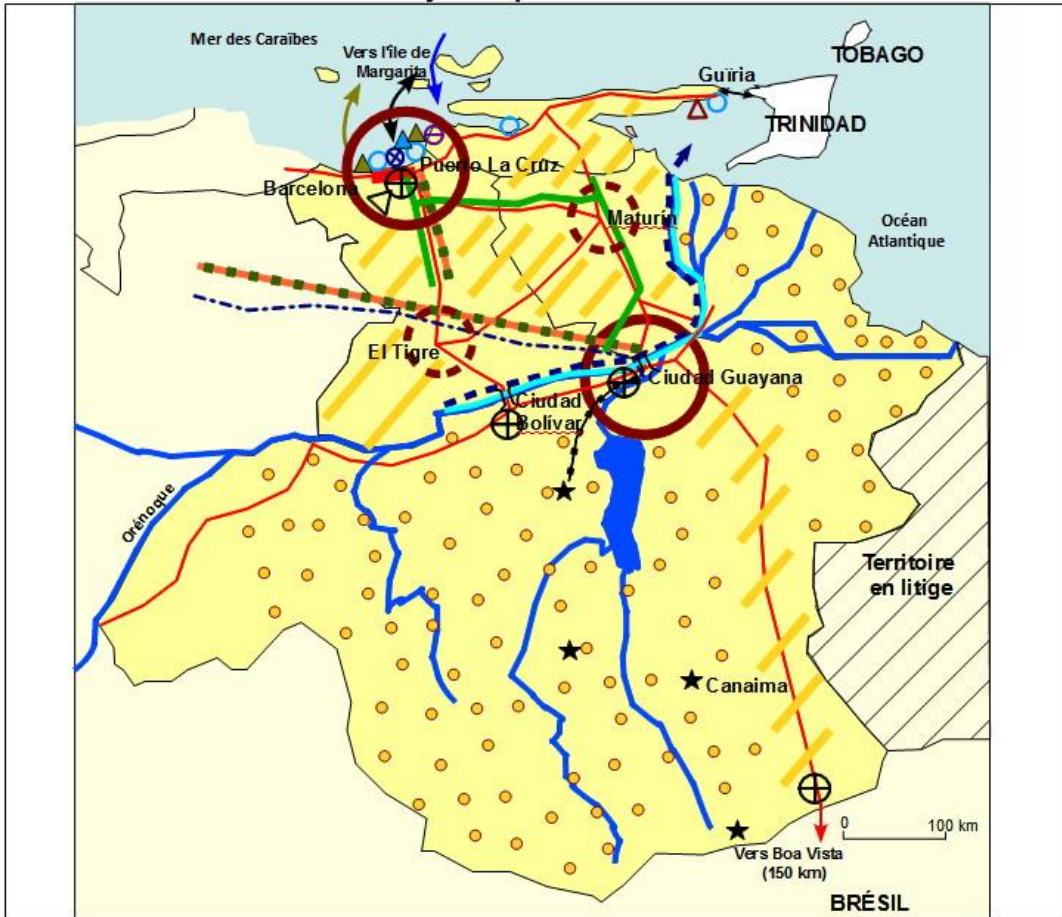 Mer des Caraïbes
Vers l'île de
Margarita
TOBAGO
Guïria
TRINIDAD
Puerto La Cruz
Barcelona
Maturín
Océan
Atlantique
El Tigre
Ciudad Guayana
Ciudad
Bolívar
Orénoque
Territoire
en litige
Canaima
0 100 km
Vers Boa Vista
(150 km)
BRÉSIL